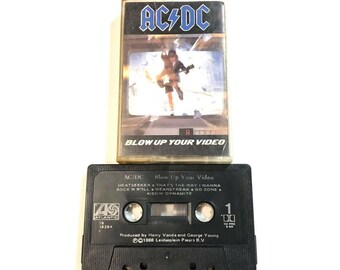 AC⚡DC
BLOW UP YOUR VIDEO
AC/DC Blow Up Your Video
HEATSEEKER • THAT'S THE WAY I WANNA
ROCK N ROLL • MEANSTREAK • GO ZONE •
KISSIN' DYNAMITE
1
ATLANTIC
Produced by Harry Vanda and George Young
℗©1988 Leidseplein Presse B.V.